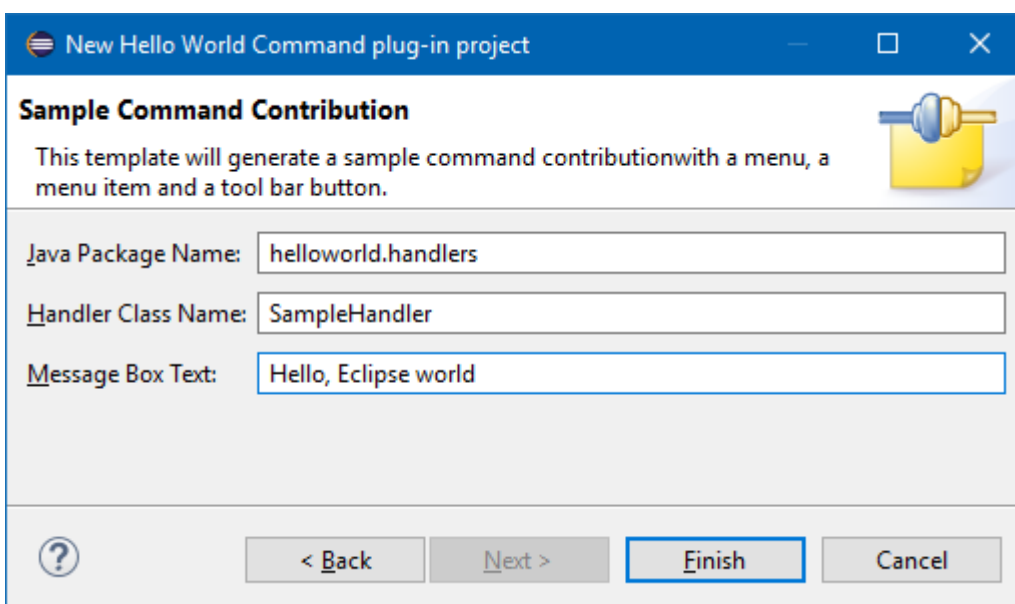 New Hello World Command plug-in project
Sample Command Contribution
This template will generate a sample command contributionwith a menu, a
menu item and a tool bar button.
Java Package Name: helloworld.handlers
Handler Class Name: SampleHandler
Message Box Text: Hello, Eclipse world
? < Back Next > Finish Cancel